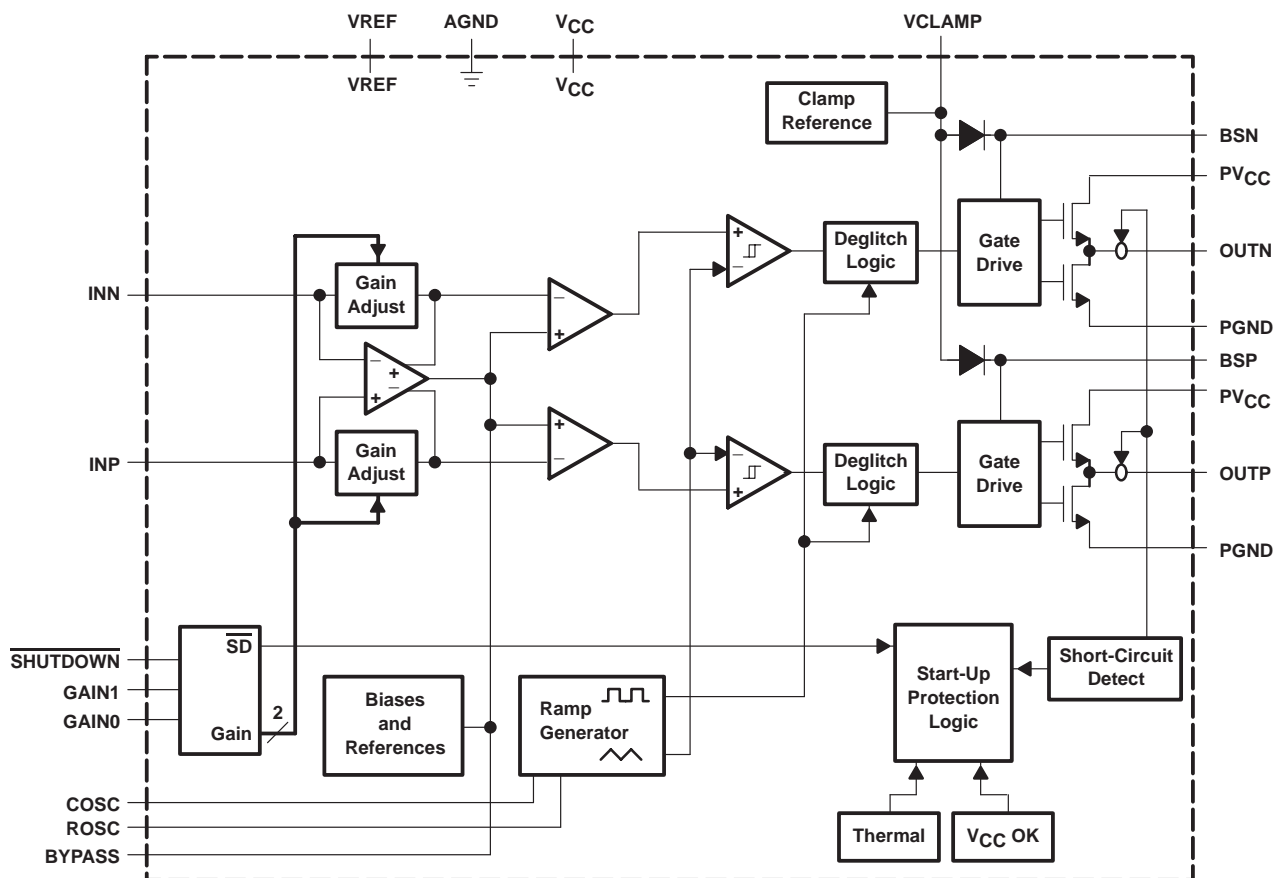 VREF
AGND
VCC
VCLAMP
VREF
VCC
Clamp
Reference
BSN
PVCC
Gain
Adjust
Deglitch
Logic
Gate
Drive
OUTN
INN
PGND
BSP
PVCC
INP
Gain
Adjust
Deglitch
Logic
Gate
Drive
OUTP
PGND
SHUTDOWN
GAIN1
GAIN0
SD
Gain
2
Biases
and
References
Ramp
Generator
Start-Up
Protection
Logic
Short-Circuit
Detect
COSC
ROSC
BYPASS
Thermal
VCC OK